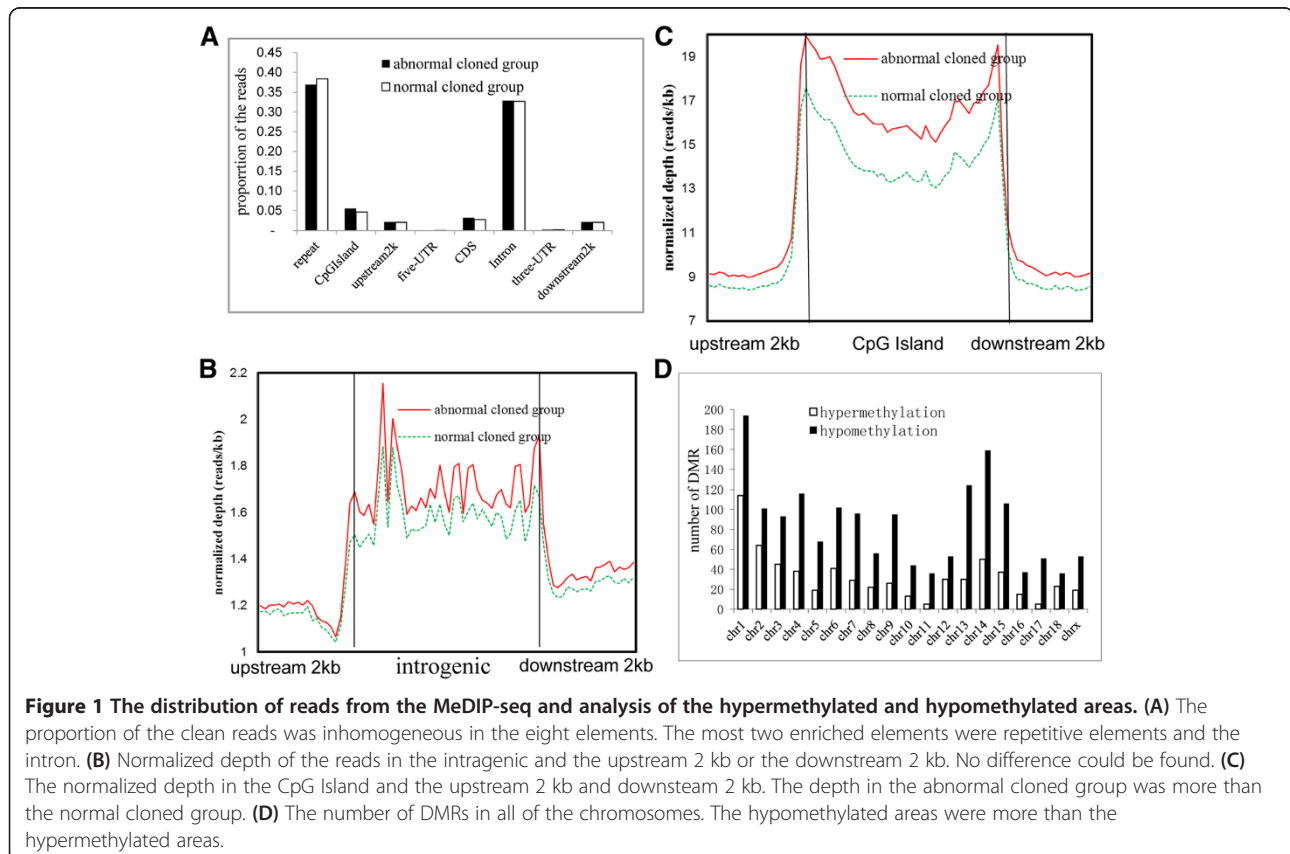 A
0.45
0.40
0.35
0.30
0.25
0.20
0.15
0.10
0.05
-
proporrtion of the reads
abnormal cloned group
normal cloned group
repeat
CpGIsland
upstream2k
five-UTR
CDS
Intron
three-UTR
downstream2k
C
19
17
15
13
11
9
7
normalized depth (reads/kb)
abnormal cloned group
normal cloned group
upstream 2kb
CpG Island
downstream 2kb
B
2.2
2
1.8
1.6
1.4
1.2
1
normalized depth (reads/kb)
abnormal cloned group
normal cloned group
upstream 2kb
introgenic
downstream 2kb
D
200
180
160
140
120
100
80
60
40
20
0
number of DMR
hypermethylation
hypomethylation
chr1
chr2
chr3
chr4
chr5
chr6
chr7
chr8
chr9
chr10
chr11
chr12
chr13
chr14
chr15
chr16
chr17
chr18
chrx
Figure 1 The distribution of reads from the MeDIP-seq and analysis of the hypermethylated and hypomethylated areas. (A) The
proportion of the clean reads was inhomogeneous in the eight elements. The most two enriched elements were repetitive elements and the
intron. (B) Normalized depth of the reads in the intragenic and the upstream 2 kb or the downstream 2 kb. No difference could be found. (C)
The normalized depth in the CpG Island and the upstream 2 kb and downsteam 2 kb. The depth in the abnormal cloned group was more than
the normal cloned group. (D) The number of DMRs in all of the chromosomes. The hypomethylated areas were more than the
hypermethylated areas.